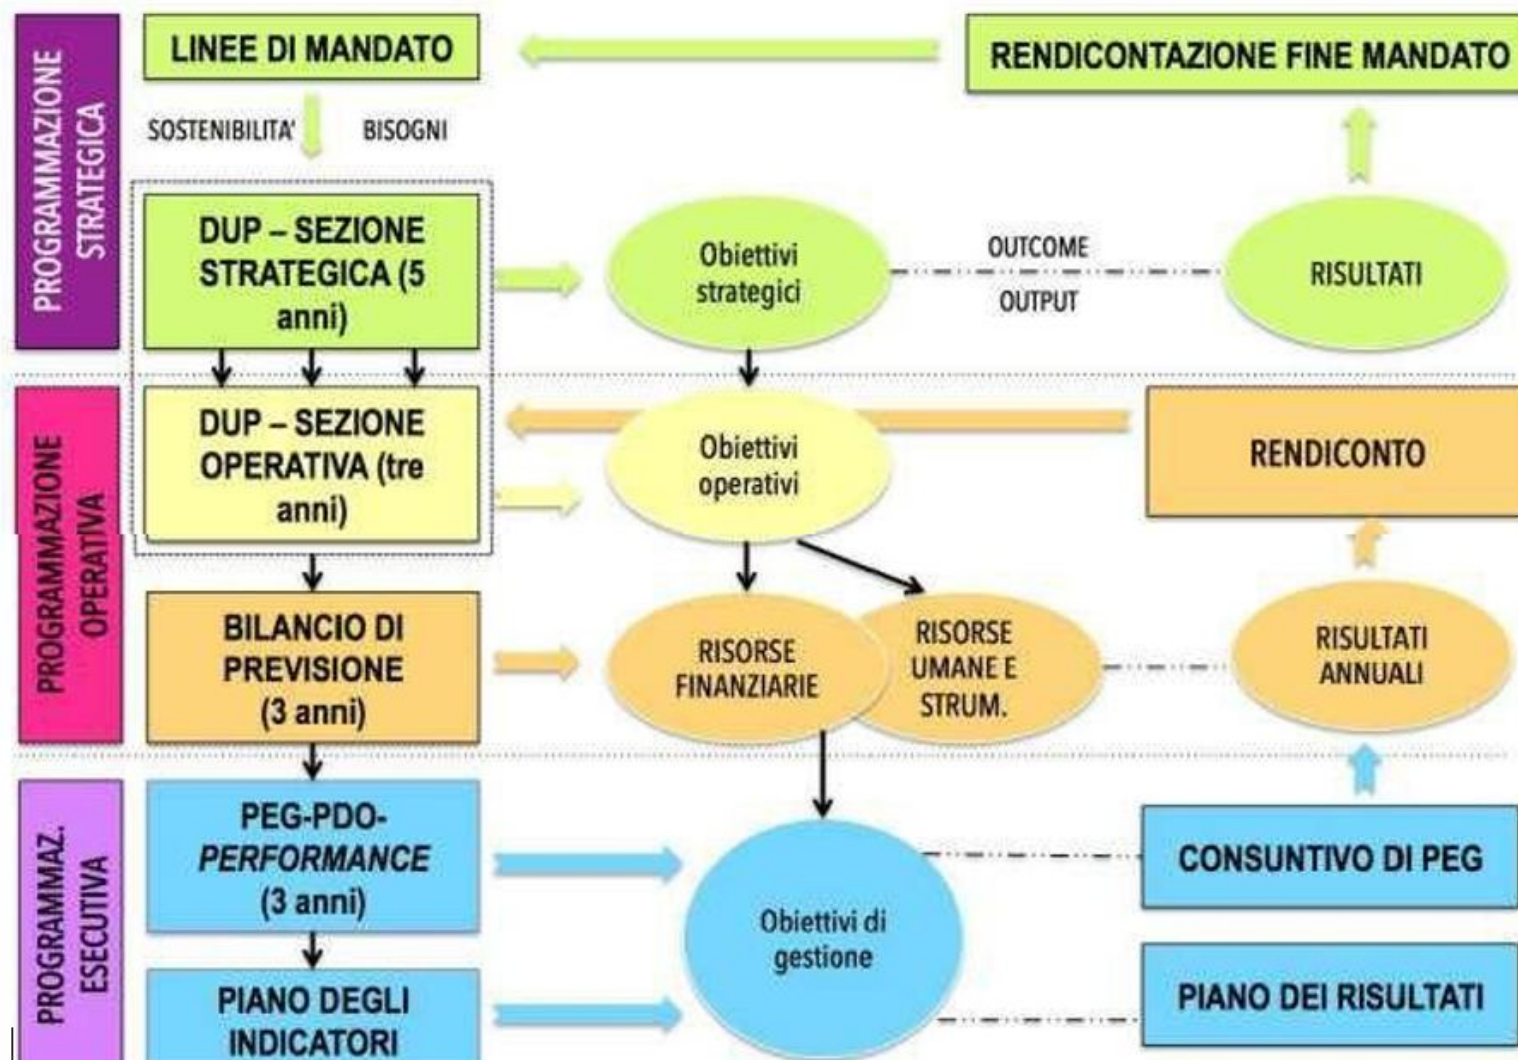 PROGRAMMAZIONE
STRATEGICA
LINEE DI MANDATO
RENDICONTAZIONE FINE MANDATO
SOSTENIBILITA'
BISOGNI
DUP – SEZIONE
STRATEGICA (5
anni)
Obiettivi
strategici
OUTCOME
OUTPUT
RISULTATI
PROGRAMMAZIONE
OPERATIVA
DUP – SEZIONE
OPERATIVA (tre
anni)
Obiettivi
operativi
RENDICONTO
BILANCIO DI
PREVISIONE
(3 anni)
RISORSE
FINANZIARIE
RISORSE
UMANE E
STRUM.
RISULTATI
ANNUALI
PROGRAMMAZ.
ESECUTIVA
PEG-PDO-
PERFORMANCE
(3 anni)
Obiettivi di
gestione
CONSUNTIVO DI PEG
PIANO DEGLI
INDICATORI
PIANO DEI RISULTATI